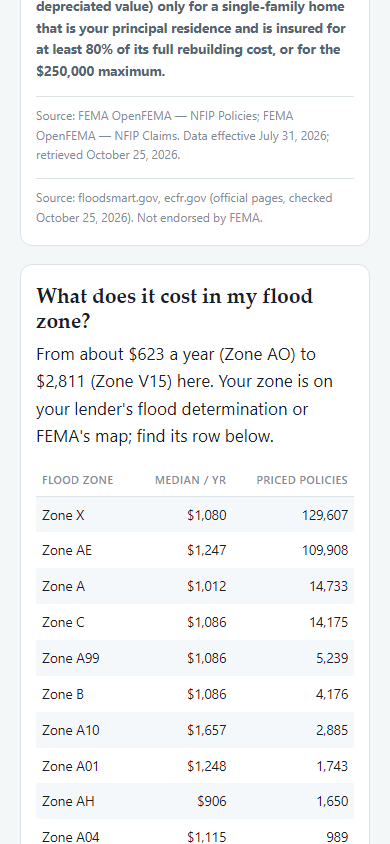 depreciated value) only for a single-family home
that is your principal residence and is insured for
at least 80% of its full rebuilding cost, or for the
$250,000 maximum.
Source: FEMA OpenFEMA — NFIP Policies; FEMA
OpenFEMA — NFIP Claims. Data effective July 31, 2026;
retrieved October 25, 2026.
Source: floodsmart.gov, ecfr.gov (official pages, checked
October 25, 2026). Not endorsed by FEMA.
What does it cost in my flood
zone?
From about $623 a year (Zone AO) to
$2,811 (Zone V15) here. Your zone is on
your lender's flood determination or
FEMA's map; find its row below.
FLOOD ZONE MEDIAN / YR PRICED POLICIES
Zone X $1,080 129,607
Zone AE $1,247 109,908
Zone A $1,012 14,733
Zone C $1,086 14,175
Zone A99 $1,086 5,239
Zone B $1,086 4,176
Zone A10 $1,657 2,885
Zone A01 $1,248 1,743
Zone AH $906 1,650
Zone A04 $1,115 989